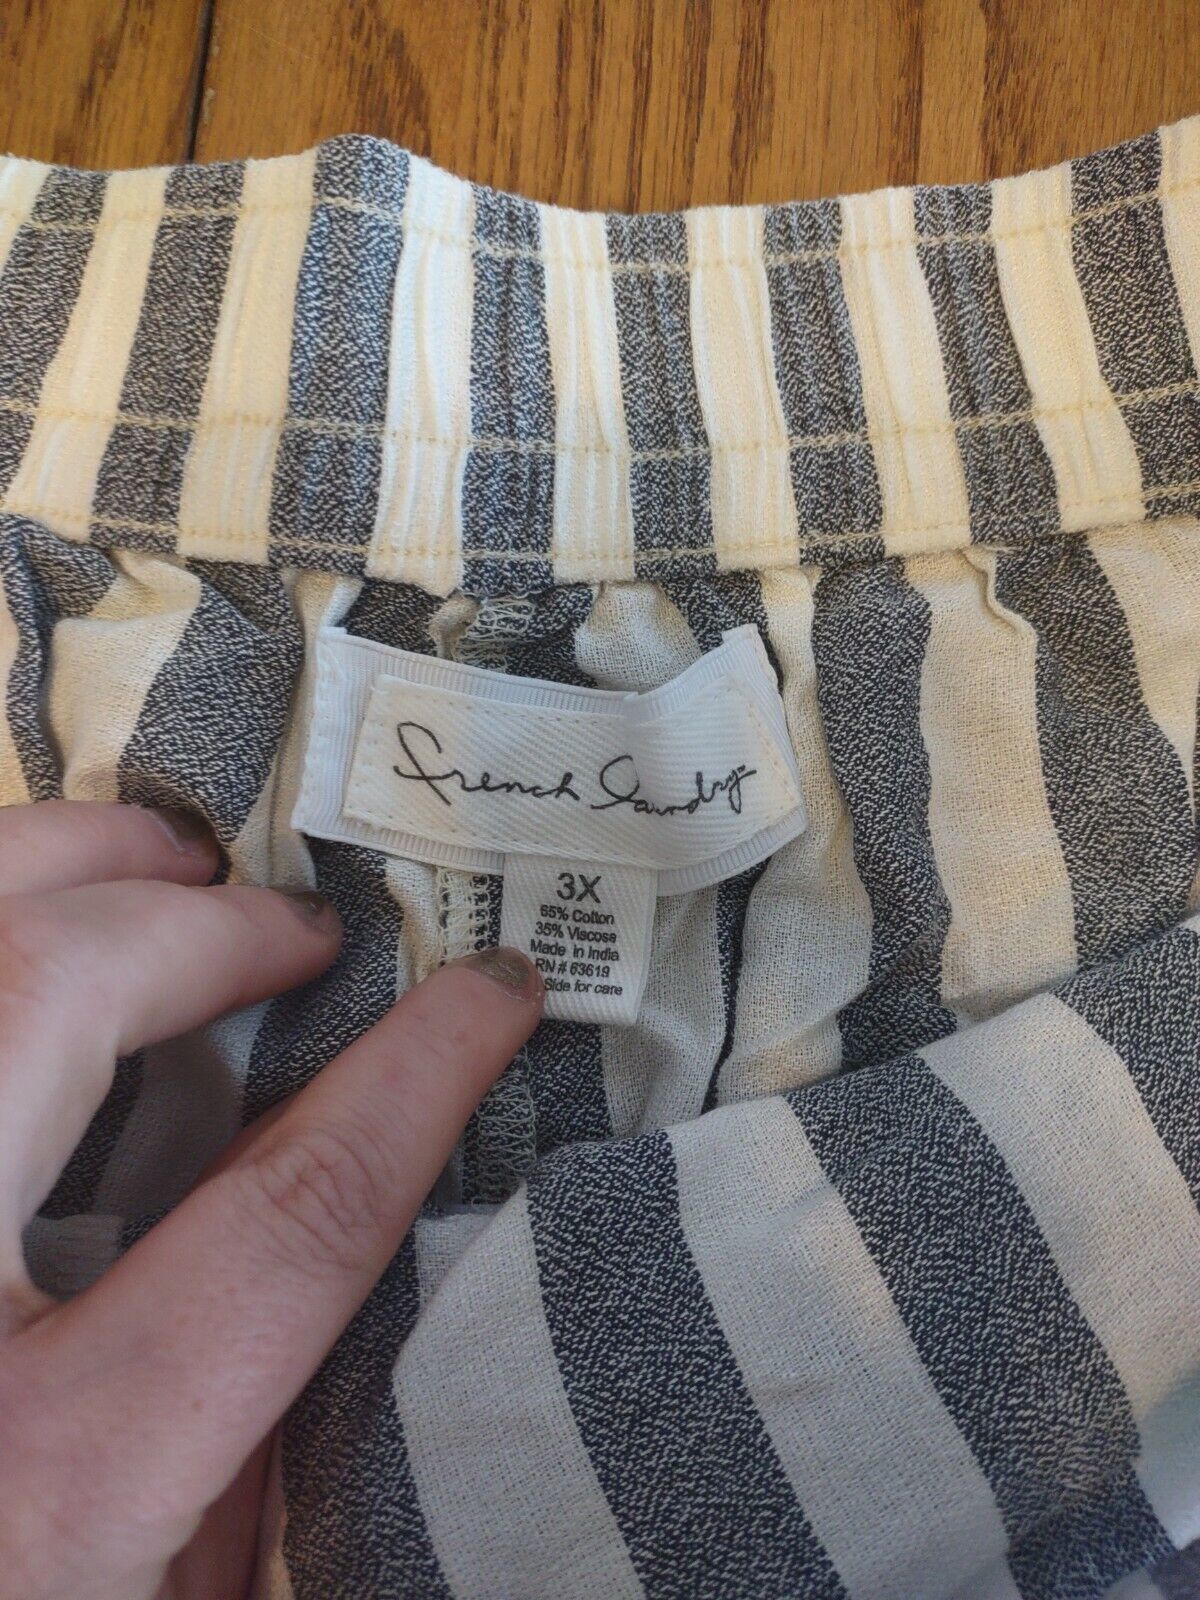 French Laundry
3X
65% Cotton
35% Viscose
Made in India
RN # 63619
Side for care